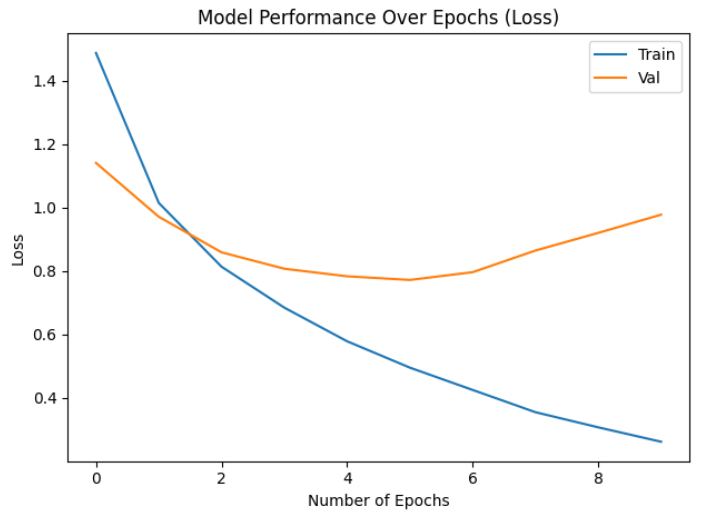 Model Performance Over Epochs (Loss)
Train
Val
1.4
1.2
1.0
0.8
0.6
0.4
Loss
0
2
4
6
8
Number of Epochs